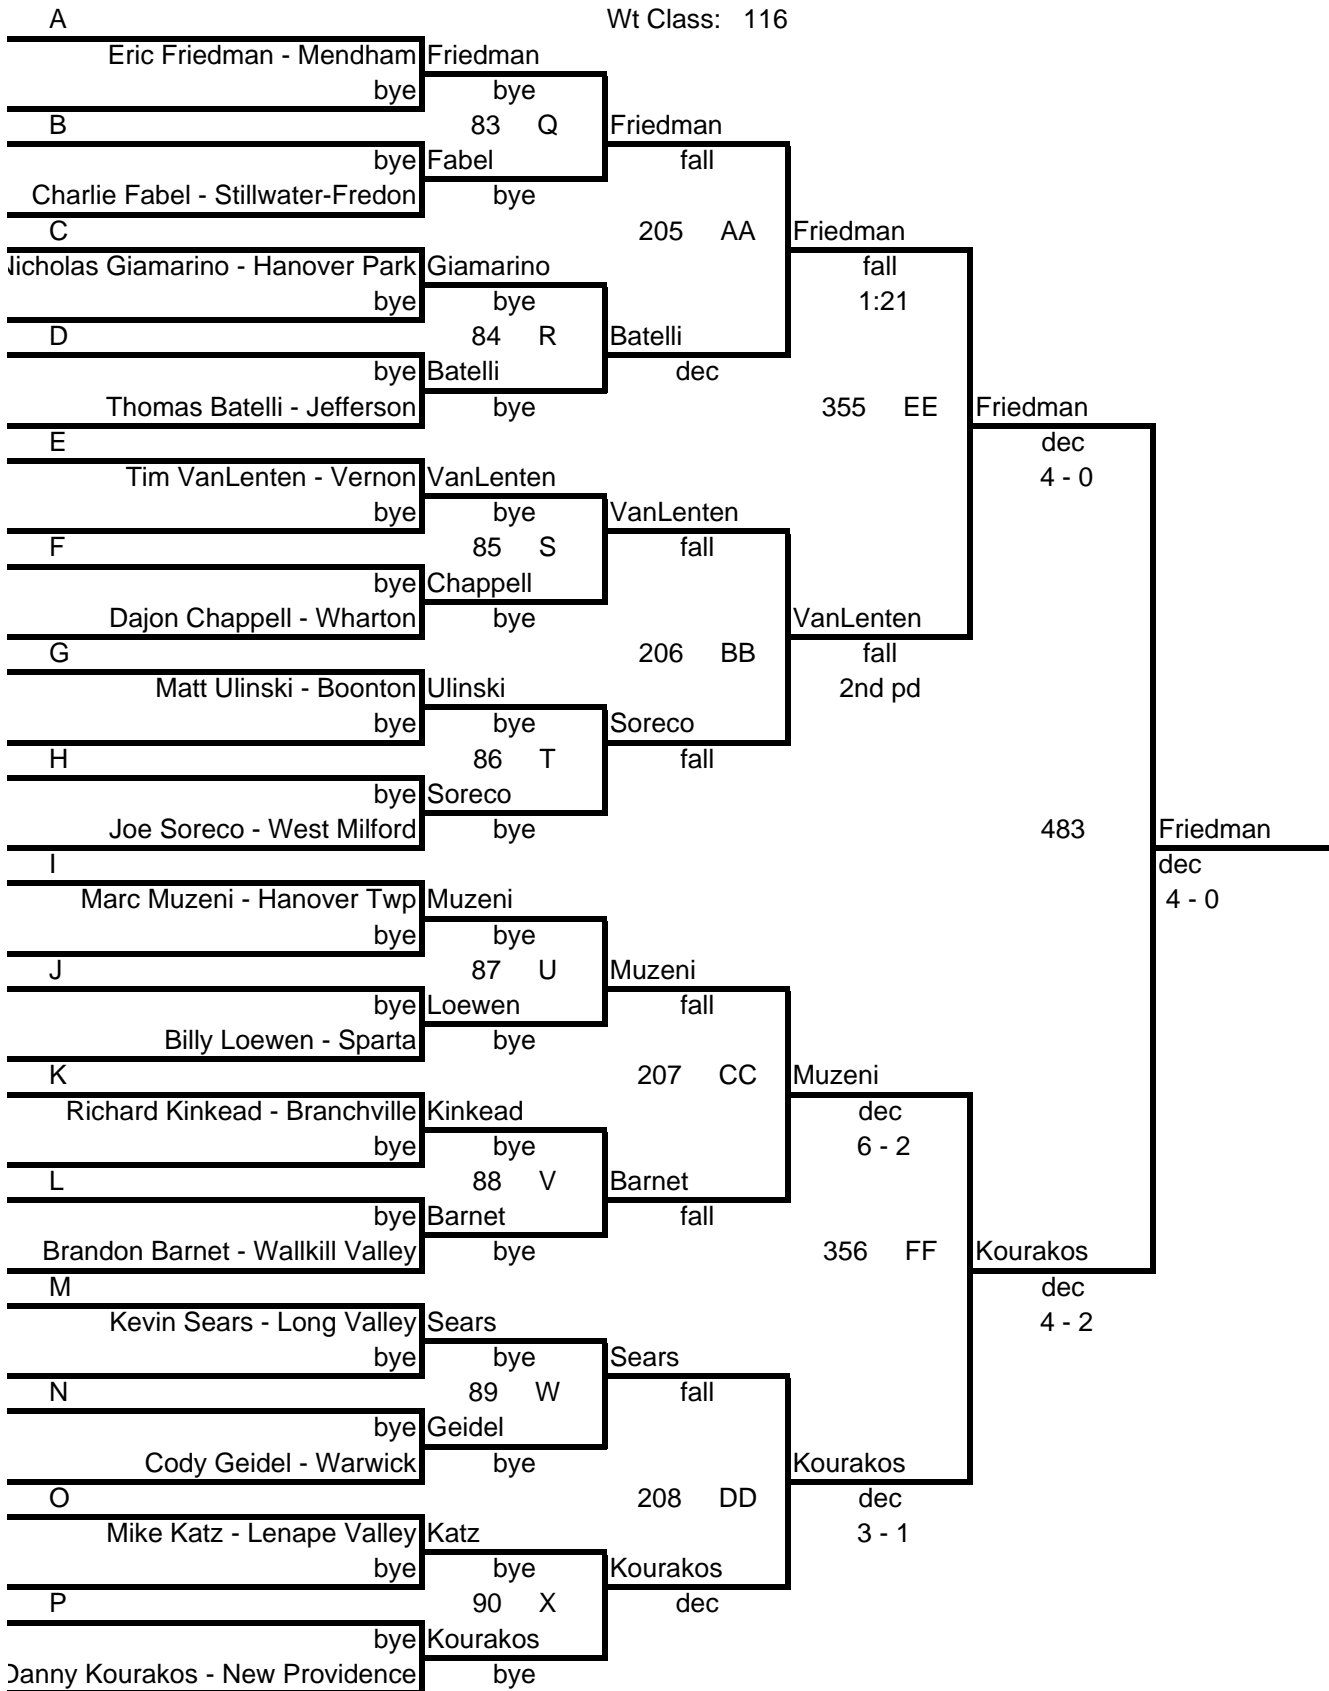 A Wt Class: 116
Eric Friedman - Mendham Friedman
bye bye
B 83 Q Friedman
bye Fabel fall
Charlie Fabel - Stillwater-Fredon bye
C 205 AA Friedman
Nicholas Giamarino - Hanover Park Giamarino fall
bye bye 1:21
D 84 R Batelli
bye Batelli dec
Thomas Batelli - Jefferson bye 355 EE Friedman
E dec
Tim VanLenten - Vernon VanLenten 4 - 0
bye bye VanLenten
F 85 S fall
bye Chappell
Dajon Chappell - Wharton bye VanLenten
G 206 BB fall
Matt Ulinski - Boonton Ulinski 2nd pd
bye bye Soreco
H 86 T fall
bye Soreco
Joe Soreco - West Milford bye 483 Friedman
I dec
Marc Muzeni - Hanover Twp Muzeni 4 - 0
bye bye
J 87 U Muzeni
bye Loewen fall
Billy Loewen - Sparta bye
K 207 CC Muzeni
Richard Kinkead - Branchville Kinkead dec
bye bye 6 - 2
L 88 V Barnet
bye Barnet fall
Brandon Barnet - Wallkill Valley bye 356 FF Kourakos
M dec
Kevin Sears - Long Valley Sears 4 - 2
bye bye Sears
N 89 W fall
bye Geidel
Cody Geidel - Warwick bye Kourakos
O 208 DD dec
Mike Katz - Lenape Valley Katz 3 - 1
bye bye Kourakos
P 90 X dec
bye Kourakos
Danny Kourakos - New Providence bye